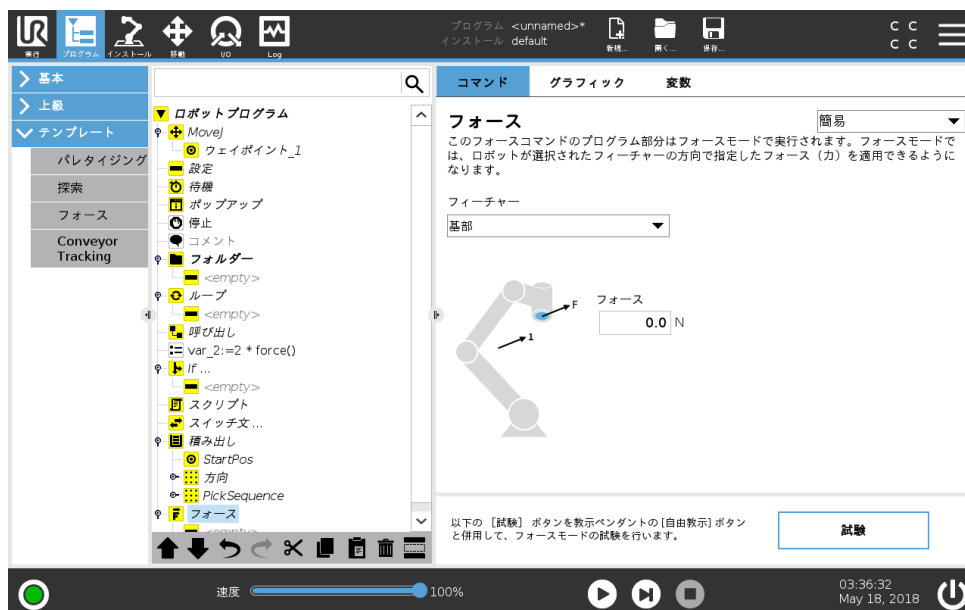 プログラム <unnamed>*
インストール default
実行
プログラム
インストール
移動
I/O
Log
新規...
開く...
保存...
C C
C C
基本
上級
テンプレート
パレタイジング
探索
フォース
Conveyor
Tracking
ロボットプログラム
MoveJ
ウェイポイント_1
設定
待機
ポップアップ
停止
コメント
フォルダー
<empty>
ループ
<empty>
呼び出し
var_2:=2 * force()
If ...
<empty>
スクリプト
スイッチ文 ...
積み出し
StartPos
方向
PickSequence
フォース
<empty>
コマンド
グラフィック
変数
フォース
簡易
このフォースコマンドのプログラム部分はフォースモードで実行されます。フォースモードで
は、ロボットが選択されたフィーチャーの方向で指定したフォース（力）を適用できるように
なります。
フィーチャー
基部
F
1
フォース
0.0 N
以下の ［試験］ ボタンを教示ペンダントの[自由教示]ボタン
と併用して、フォースモードの試験を行います。
試験
速度
100%
03:36:32
May 18, 2018